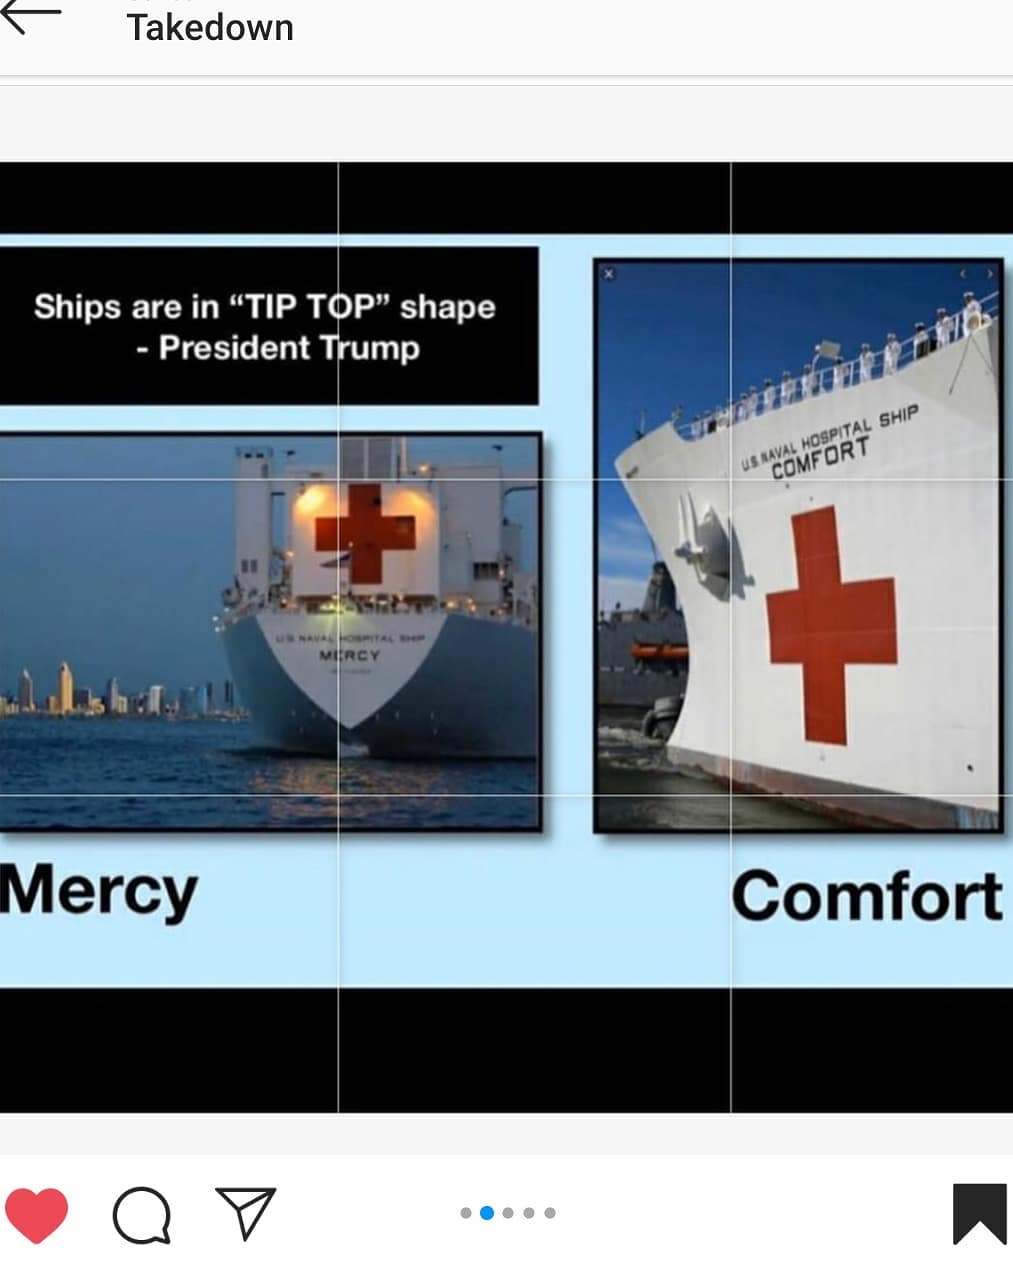 Takedown
Ships are in “TIP TOP” shape
- President Trump
U.S. NAVAL HOSPITAL SHIP
COMFORT
U S NAVAL HOSPITAL SHIP
MERCY
Mercy
Comfort